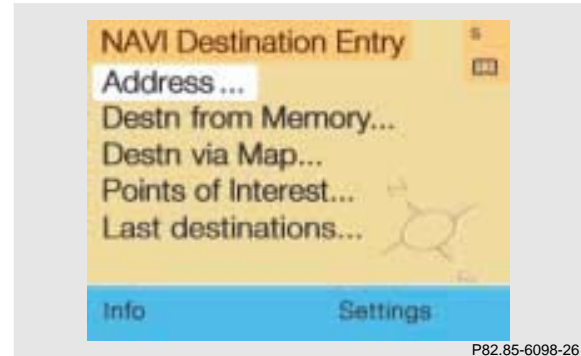 NAVI Destination Entry
Address ...
Destn from Memory...
Destn via Map...
Points of Interest...
Last destinations...
Info Settings
P82.85-6098-26